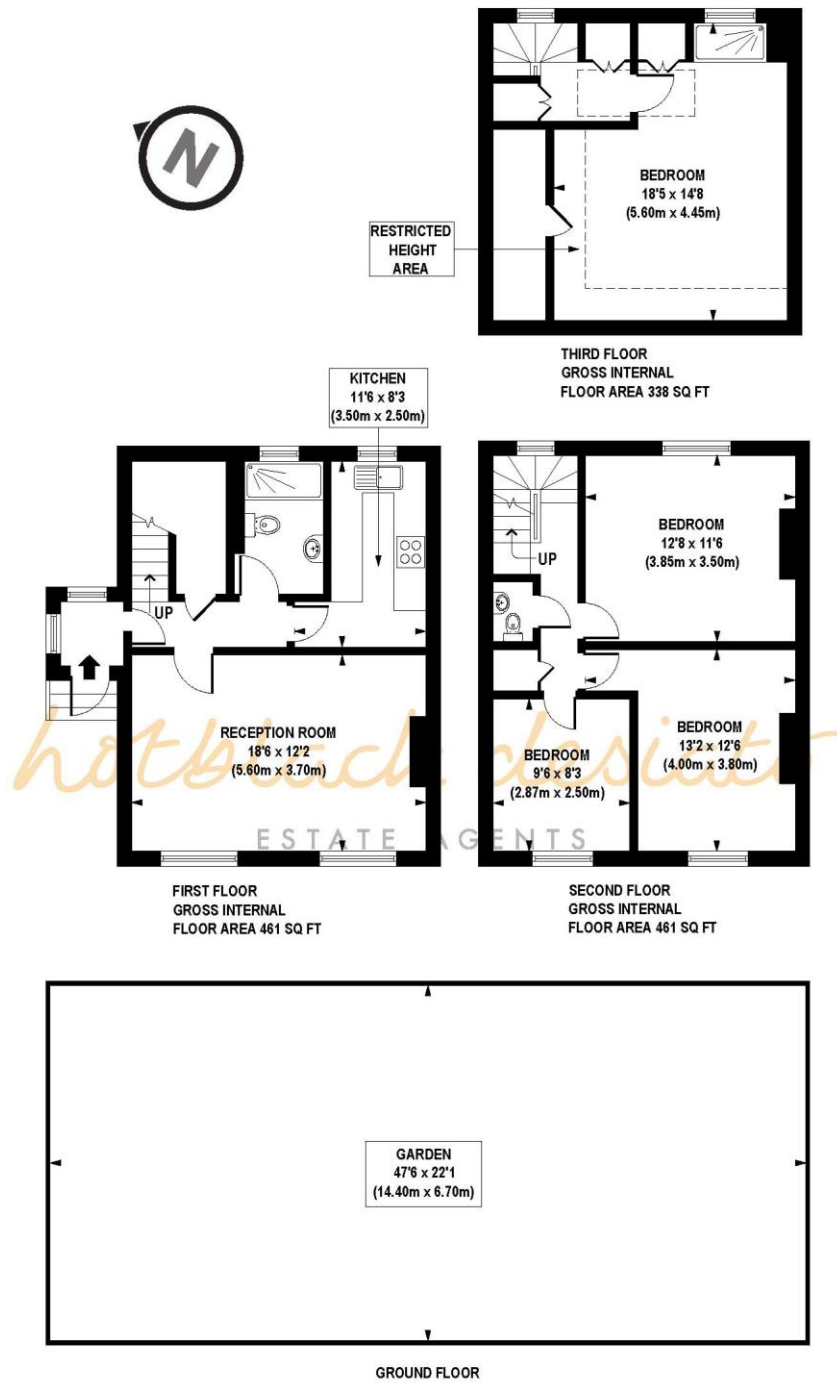 N
BEDROOM
18'5 x 14'8
(5.60m x 4.45m)
RESTRICTED
HEIGHT
AREA
THIRD FLOOR
GROSS INTERNAL
FLOOR AREA 338 SQ FT
KITCHEN
11'6 x 8'3
(3.50m x 2.50m)
UP
RECEPTION ROOM
18'6 x 12'2
(5.60m x 3.70m)
FIRST FLOOR
GROSS INTERNAL
FLOOR AREA 461 SQ FT
UP
BEDROOM
12'8 x 11'6
(3.85m x 3.50m)
BEDROOM
13'2 x 12'6
(4.00m x 3.80m)
BEDROOM
9'6 x 8'3
(2.87m x 2.50m)
SECOND FLOOR
GROSS INTERNAL
FLOOR AREA 461 SQ FT
hotblack desiato
ESTATE AGENTS
GARDEN
47'6 x 22'1
(14.40m x 6.70m)
GROUND FLOOR